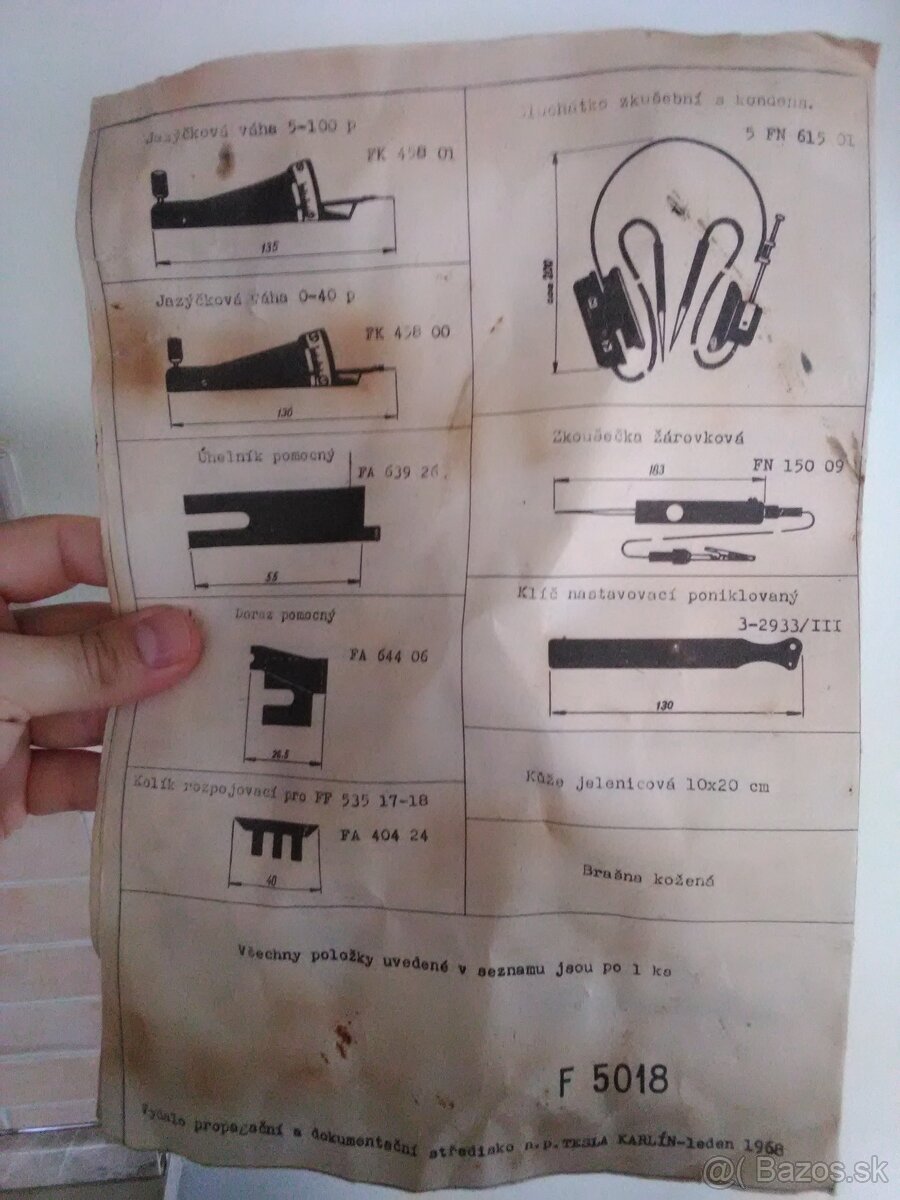 Jazýčková váha 5-100 p
FK 498 01
135
Jazýčková váha 0-40 p
FK 498 00
130
Úhelník pomocný
FA 639 26
55
Doraz pomocný
FA 644 06
26.5
Kolík rozpojovací pro FF 535 17-18
FA 404 24
40
Sluchátko zkušební s kondens.
5 FN 615 01
200
Zkoušečka žárovková
FN 150 09
183
Klíč nastavovací poniklovaný
3-2933/III
130
Kůže jelenicová 10x20 cm
Brašna kožená
Všechny položky uvedené v seznamu jsou po 1 ks
F 5018
Vydalo propagační a dokumentační středisko n.p. TESLA KARLÍN-leden 1968
@( Bazos.sk